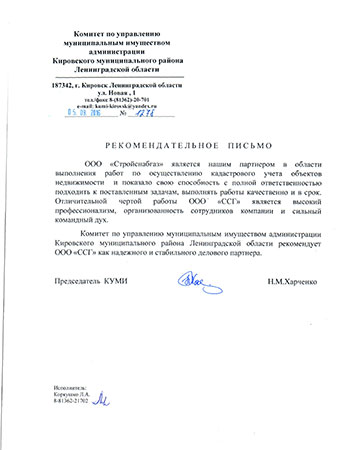 Комитет по управлению
муниципальным имуществом
администрации
Кировского муниципального района
Ленинградской области
187342, г. Кировск Ленинградской области
ул. Новая , 1
тел/факс 8-(81362)-20-701
e-mail: kumi-kirovsk@yandex.ru
05 08 2016 № 1278
РЕКОМЕНДАТЕЛЬНОЕ ПИСЬМО
ООО «Стройснабгаз» является нашим партнером в области
выполнения работ по осуществлению кадастрового учета объектов
недвижимости и показало свою способность с полной ответственностью
подходить к поставленным задачам, выполнять работы качественно и в срок.
Отличительной чертой работы ООО «ССГ» является высокий
профессионализм, организованность сотрудников компании и сильный
командный дух.
Комитет по управлению муниципальным имуществом администрации
Кировского муниципального района Ленинградской области рекомендует
ООО «ССГ» как надежного и стабильного делового партнера.
Председатель КУМИ Н.М.Харченко
Исполнитель:
Коркушко Л.А.
8-81362-21702